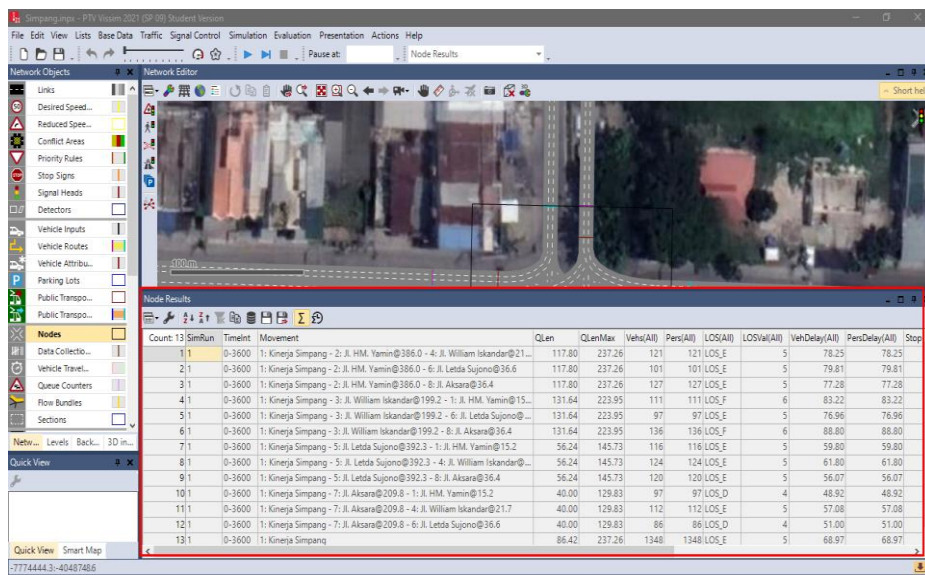 Simpang.inpx - PTV Vissim 2021 (SP 09) Student Version
File Edit View Lists Base Data Traffic Signal Control Simulation Evaluation Presentation Actions Help
Pause at: Node Results
Network Objects
Links
Desired Speed...
Reduced Spee...
Conflict Areas
Priority Rules
Stop Signs
Signal Heads
Detectors
Vehicle Inputs
Vehicle Routes
Vehicle Attribu...
Parking Lots
Public Transpo...
Public Transpo...
Nodes
Data Collectio...
Vehicle Travel...
Queue Counters
Flow Bundles
Sections
Netw... Levels Back... 3D in...
Quick View
Quick View Smart Map
-7774444.3:-4048748.6
Network Editor
Short hel
100 m
Node Results
Count: 13 SimRun TimeInt Movement QLen QLenMax Vehs(All) Pers(All) LOS(All) LOSVal(All) VehDelay(All) PersDelay(All) Stop
1 1 0-3600 1: Kinerja Simpang - 2: Jl. HM. Yamin@386.0 - 4: Jl. William Iskandar@21... 117.80 237.26 121 121 LOS_E 5 78.25 78.25
2 1 0-3600 1: Kinerja Simpang - 2: Jl. HM. Yamin@386.0 - 6: Jl. Letda Sujono@36.6 117.80 237.26 101 101 LOS_E 5 79.81 79.81
3 1 0-3600 1: Kinerja Simpang - 2: Jl. HM. Yamin@386.0 - 8: Jl. Aksara@36.4 117.80 237.26 127 127 LOS_E 5 77.28 77.28
4 1 0-3600 1: Kinerja Simpang - 3: Jl. William Iskandar@199.2 - 1: Jl. HM. Yamin@15... 131.64 223.95 111 111 LOS_F 6 83.22 83.22
5 1 0-3600 1: Kinerja Simpang - 3: Jl. William Iskandar@199.2 - 6: Jl. Letda Sujono@... 131.64 223.95 97 97 LOS_E 5 76.96 76.96
6 1 0-3600 1: Kinerja Simpang - 3: Jl. William Iskandar@199.2 - 8: Jl. Aksara@36.4 131.64 223.95 136 136 LOS_F 6 88.80 88.80
7 1 0-3600 1: Kinerja Simpang - 5: Jl. Letda Sujono@392.3 - 1: Jl. HM. Yamin@15.2 56.24 145.73 116 116 LOS_E 5 59.80 59.80
8 1 0-3600 1: Kinerja Simpang - 5: Jl. Letda Sujono@392.3 - 4: Jl. William Iskandar@... 56.24 145.73 124 124 LOS_E 5 61.80 61.80
9 1 0-3600 1: Kinerja Simpang - 5: Jl. Letda Sujono@392.3 - 8: Jl. Aksara@36.4 56.24 145.73 120 120 LOS_E 5 56.07 56.07
10 1 0-3600 1: Kinerja Simpang - 7: Jl. Aksara@209.8 - 1: Jl. HM. Yamin@15.2 40.00 129.83 97 97 LOS_D 4 48.92 48.92
11 1 0-3600 1: Kinerja Simpang - 7: Jl. Aksara@209.8 - 4: Jl. William Iskandar@21.7 40.00 129.83 112 112 LOS_E 5 57.08 57.08
12 1 0-3600 1: Kinerja Simpang - 7: Jl. Aksara@209.8 - 6: Jl. Letda Sujono@36.6 40.00 129.83 86 86 LOS_D 4 51.00 51.00
13 1 0-3600 1: Kinerja Simpang 86.42 237.26 1348 1348 LOS_E 5 68.97 68.97